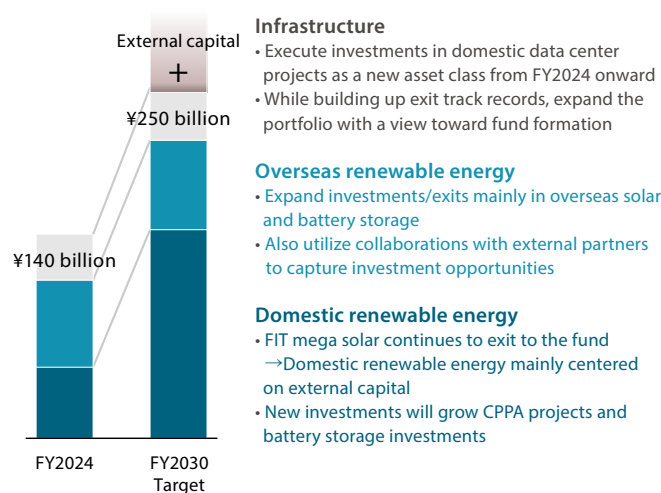 External capital
+
¥250 billion
¥140 billion
FY2024
FY2030
Target
Infrastructure
• Execute investments in domestic data center
projects as a new asset class from FY2024 onward
• While building up exit track records, expand the
portfolio with a view toward fund formation
Overseas renewable energy
• Expand investments/exits mainly in overseas solar
and battery storage
• Also utilize collaborations with external partners
to capture investment opportunities
Domestic renewable energy
• FIT mega solar continues to exit to the fund
→Domestic renewable energy mainly centered
on external capital
• New investments will grow CPPA projects and
battery storage investments